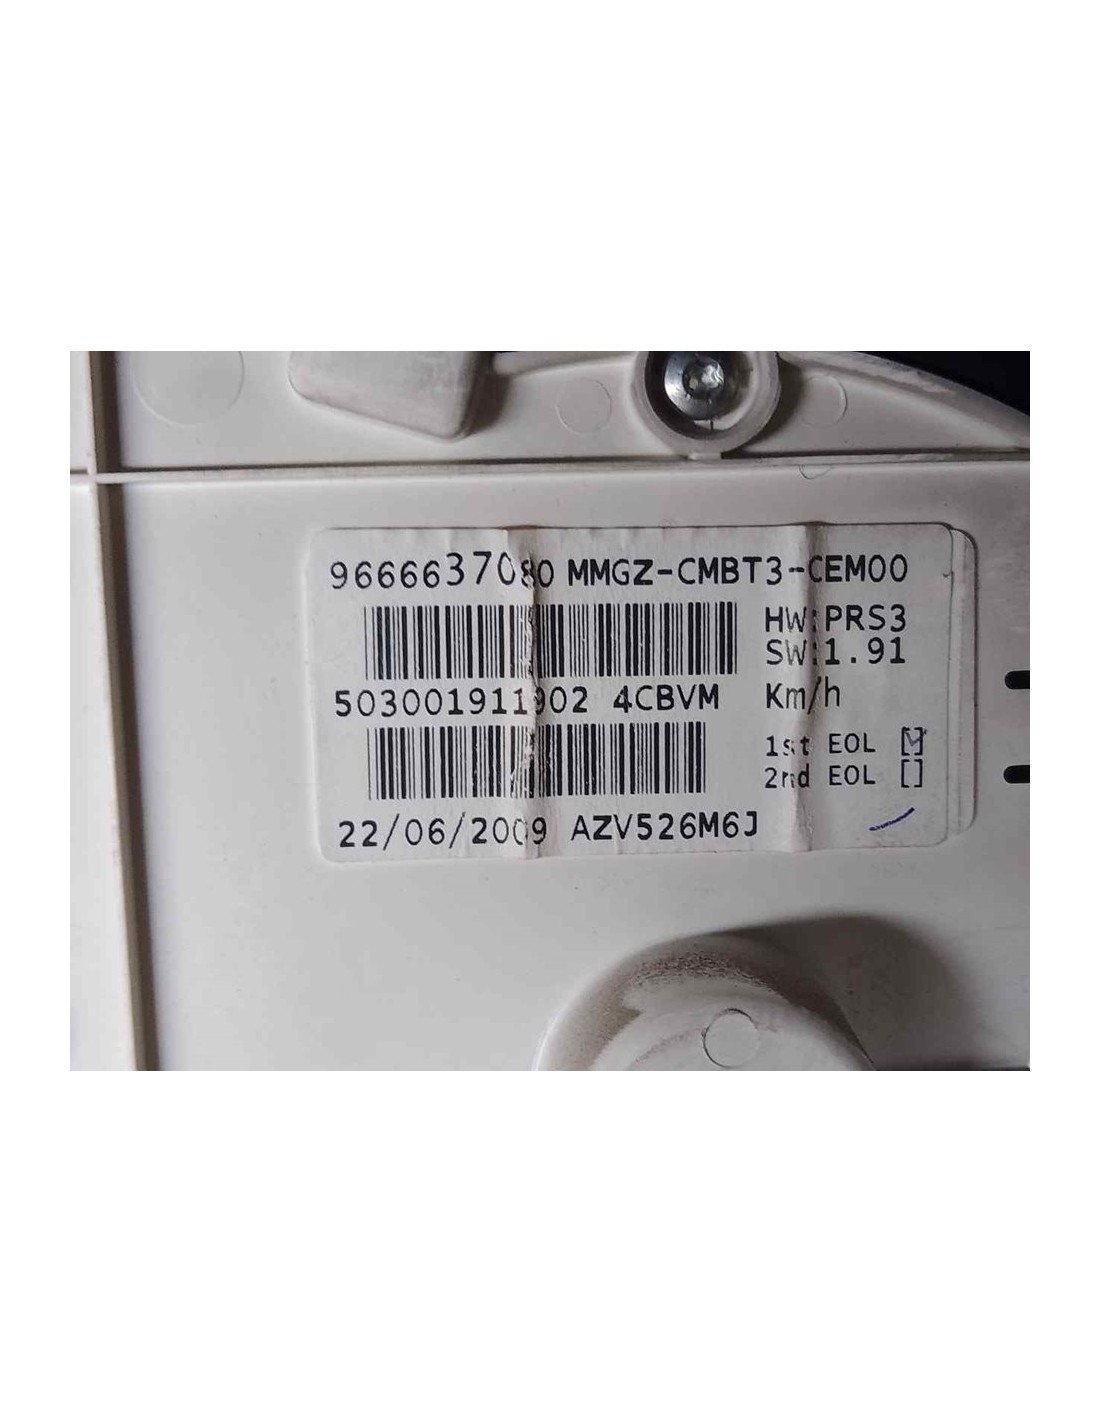 9666637080 MMGZ-CMBT3-CEM00
HW:PRS3
SW:1.91
503001911902 4CBVM
Km/h
1st EOL []
2nd EOL []
22/06/2009 AZV526M6J